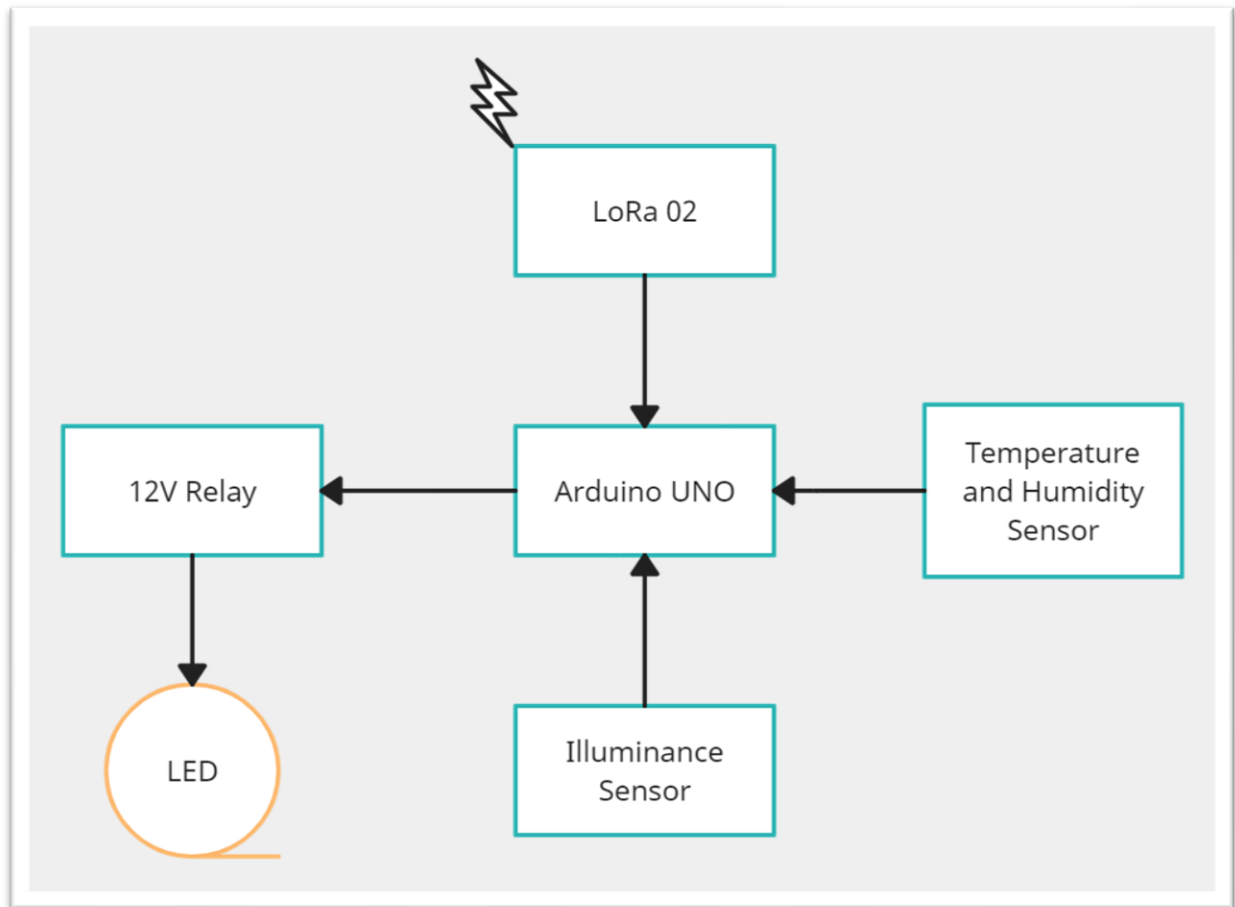 LoRa 02
12V Relay
Arduino UNO
Temperature
and Humidity
Sensor
LED
Illuminance
Sensor